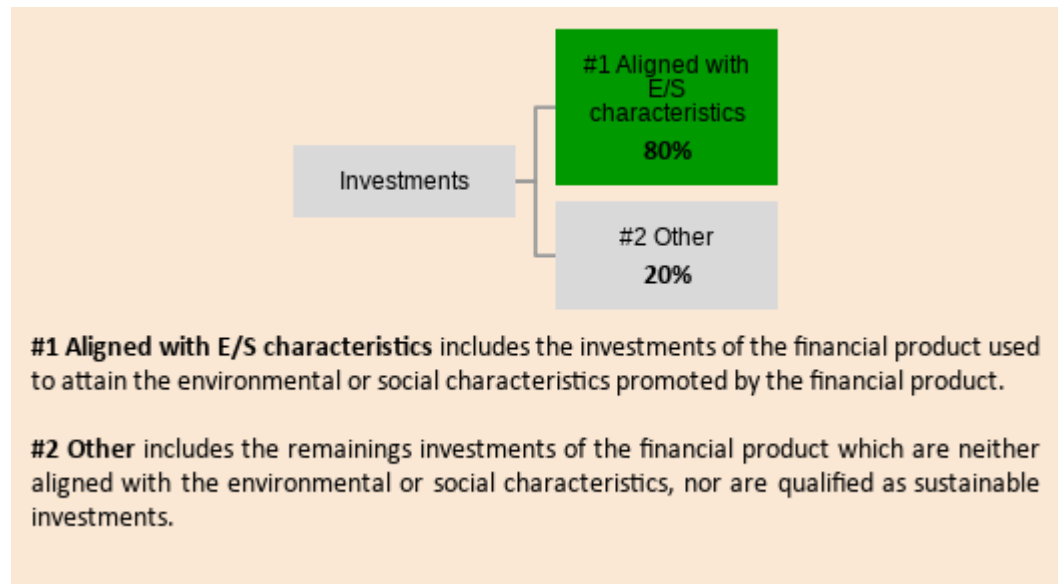 #1 Aligned with
E/S
characteristics
80%
Investments
#2 Other
20%
#1 Aligned with E/S characteristics includes the investments of the financial product used
to attain the environmental or social characteristics promoted by the financial product.
#2 Other includes the remainings investments of the financial product which are neither
aligned with the environmental or social characteristics, nor are qualified as sustainable
investments.